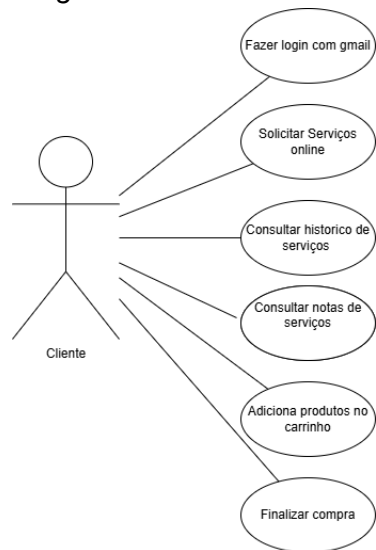 Fazer login com gmail
Solicitar Serviços
online
Consultar historico de
serviços
Consultar notas de
serviços
Cliente
Adiciona produtos no
carrinho
Finalizar compra